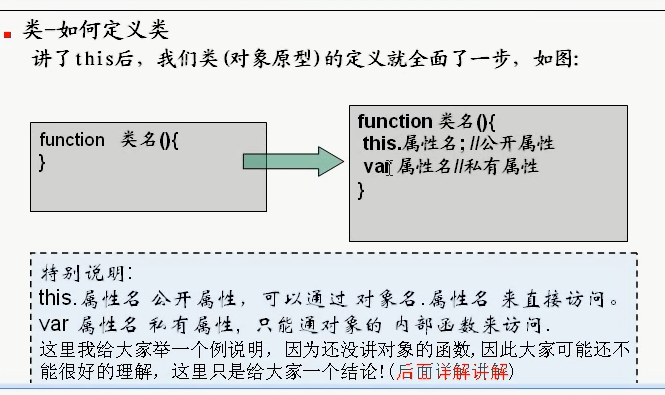 类-如何定义类
讲了this后，我们类(对象原型)的定义就全面了一步，如图:
function 类名(){
}
function 类名(){
this.属性名; //公开属性
var 属性名//私有属性
}
特别说明:
this.属性名 公开属性，可以通过 对象名.属性名 来直接访问。
var 属性名 私有属性, 只能通对象的 内部函数来访问.
这里我给大家举一个例说明，因为还没讲对象的函数,因此大家可能还不
能很好的理解，这里只是给大家一个结论!(后面详解讲解)